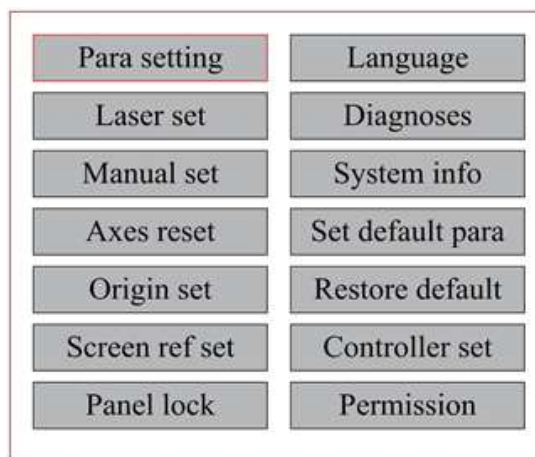 Para setting
Language
Laser set
Diagnoses
Manual set
System info
Axes reset
Set default para
Origin set
Restore default
Screen ref set
Controller set
Panel lock
Permission